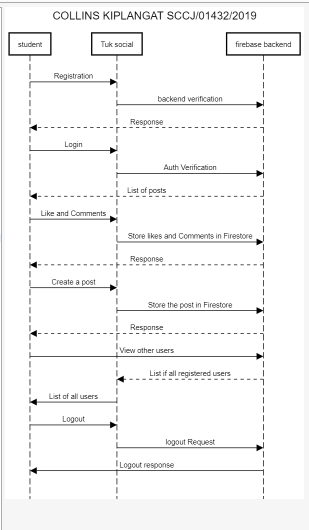 COLLINS KIPLANGAT SCCJ/01432/2019
student
Tuk social
firebase backend
Registration
backend verification
Response
Login
Auth Verification
List of posts
Like and Comments
Store likes and Comments in Firestore
Response
Create a post
Store the post in Firestore
Response
View other users
List if all registered users
List of all users
Logout
logout Request
Logout response